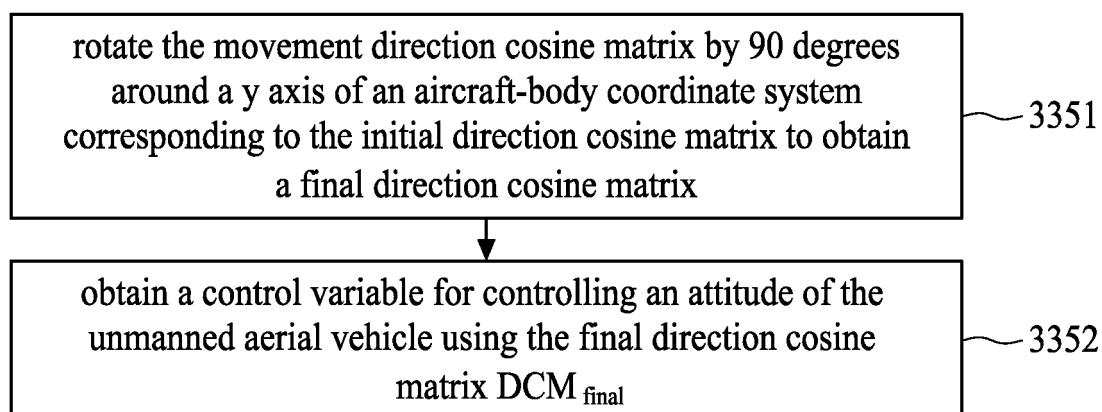 rotate the movement direction cosine matrix by 90 degrees
around a y axis of an aircraft-body coordinate system
corresponding to the initial direction cosine matrix to obtain
a final direction cosine matrix
3351
obtain a control variable for controlling an attitude of the
unmanned aerial vehicle using the final direction cosine
matrix DCM final
3352